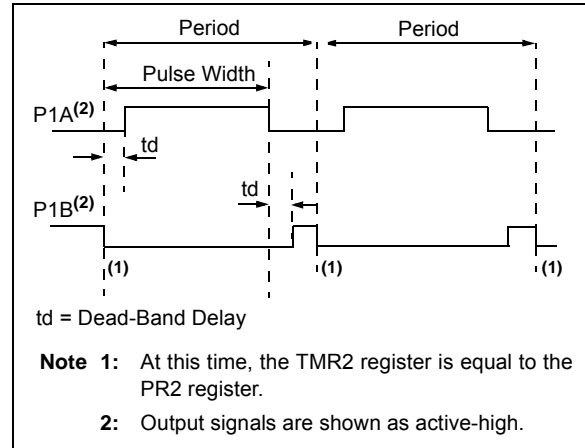 Period Period
Pulse Width
P1A(2)
td
td
P1B(2)
(1) (1) (1)
td = Dead-Band Delay
Note 1: At this time, the TMR2 register is equal to the
PR2 register.
2: Output signals are shown as active-high.